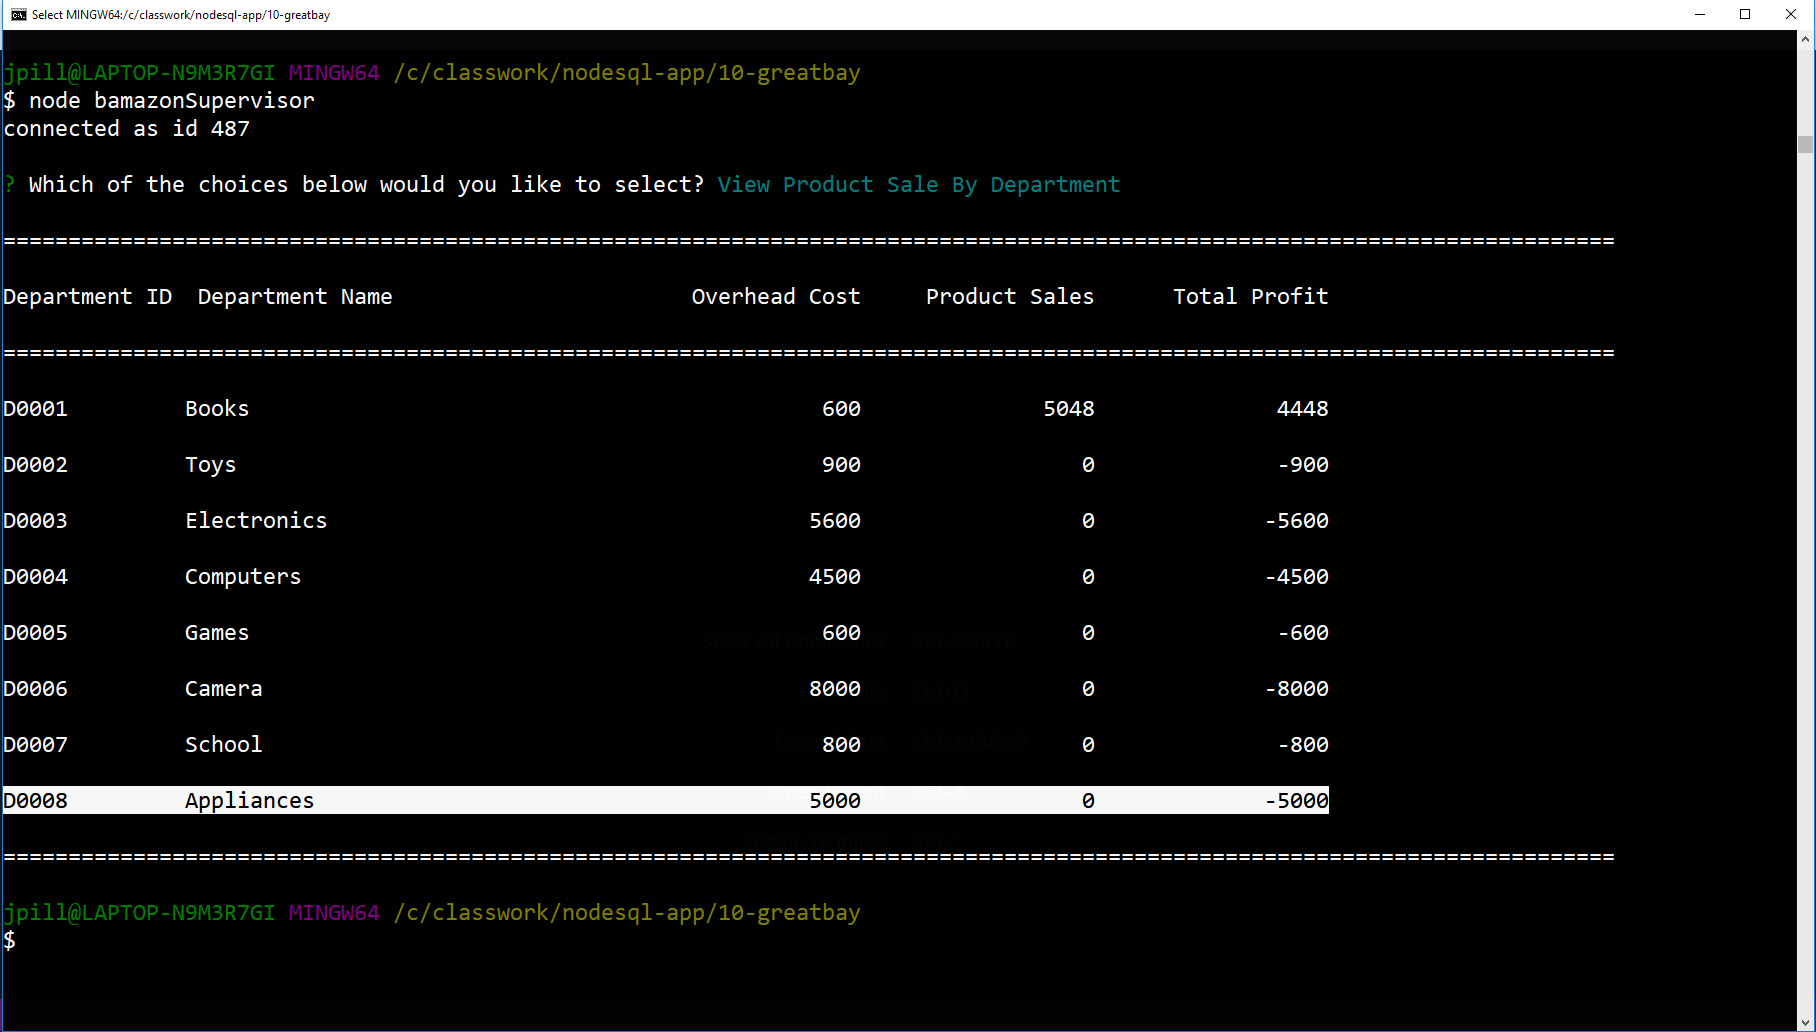 Select MINGW64:/c/classwork/nodesql-app/10-greatbay
jpill@LAPTOP-N9M3R7GI MINGW64 /c/classwork/nodesql-app/10-greatbay
$ node bamazonSupervisor
connected as id 487
? Which of the choices below would you like to select? View Product Sale By Department
============================================================================================================================
Department ID  Department Name                       Overhead Cost     Product Sales      Total Profit
============================================================================================================================
D0001         Books                                            600              5048              4448
D0002         Toys                                             900                 0              -900
D0003         Electronics                                     5600                 0             -5600
D0004         Computers                                       4500                 0             -4500
D0005         Games                                            600                 0              -600
D0006         Camera                                          8000                 0             -8000
D0007         School                                           800                 0              -800
D0008         Appliances                                      5000                 0             -5000
============================================================================================================================
jpill@LAPTOP-N9M3R7GI MINGW64 /c/classwork/nodesql-app/10-greatbay
$